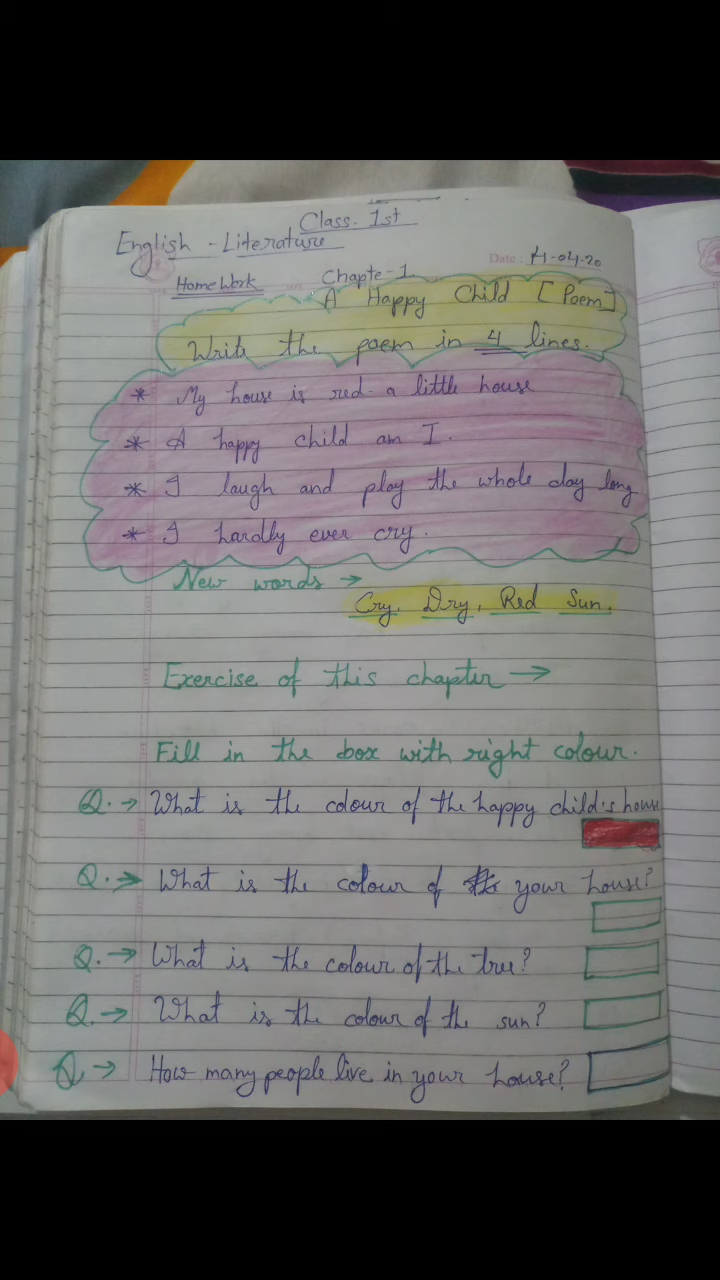 Class- 1st
English - Literature
Date: 11-04-20
Home Work Chapte-1
A Happy Child [Poem]
Write the poem in 4 lines.
* My house is red- a little house
* A happy child am I.
* I laugh and play the whole day long
* I hardly ever cry.
New words →
Cry, Dry, Red Sun.
Exercise of this chapter →
Fill in the box with right colour.
Q. → What is the colour of the happy child's house
Q. → What is the colour of your house?
Q. → What is the colour of the tree?
Q. → What is the colour of the sun?
Q → How many people live in your house?